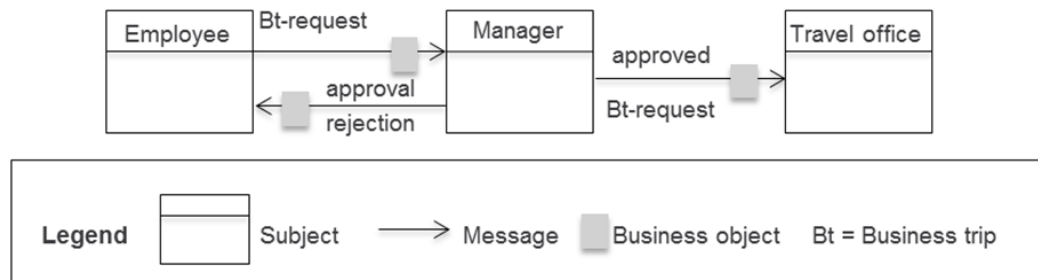 Employee
Bt-request
Manager
Travel office
approval
rejection
approved
Bt-request
Legend
Subject
Message
Business object
Bt = Business trip